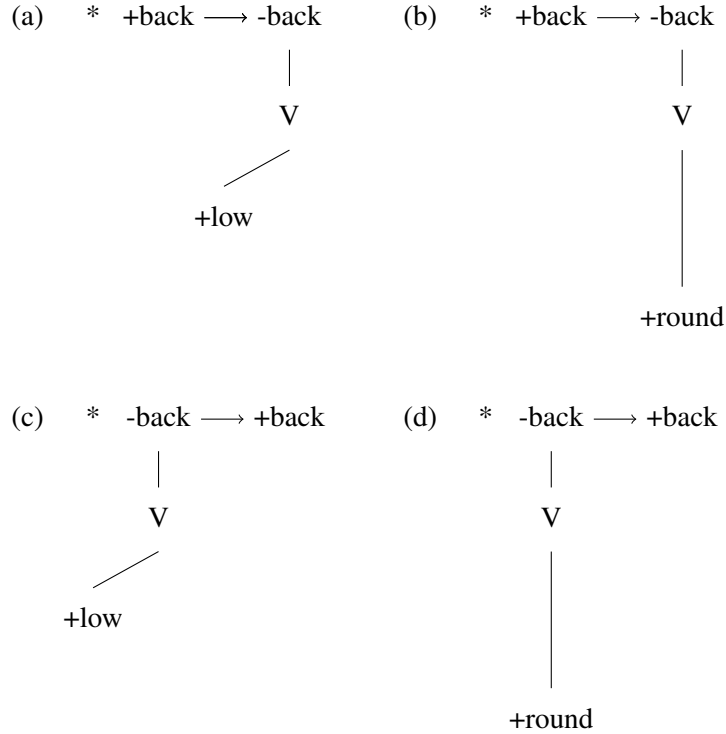 (a) * +back → -back (b) * +back → -back
V V
+low
+round
(c) * -back → +back (d) * -back → +back
V V
+low
+round